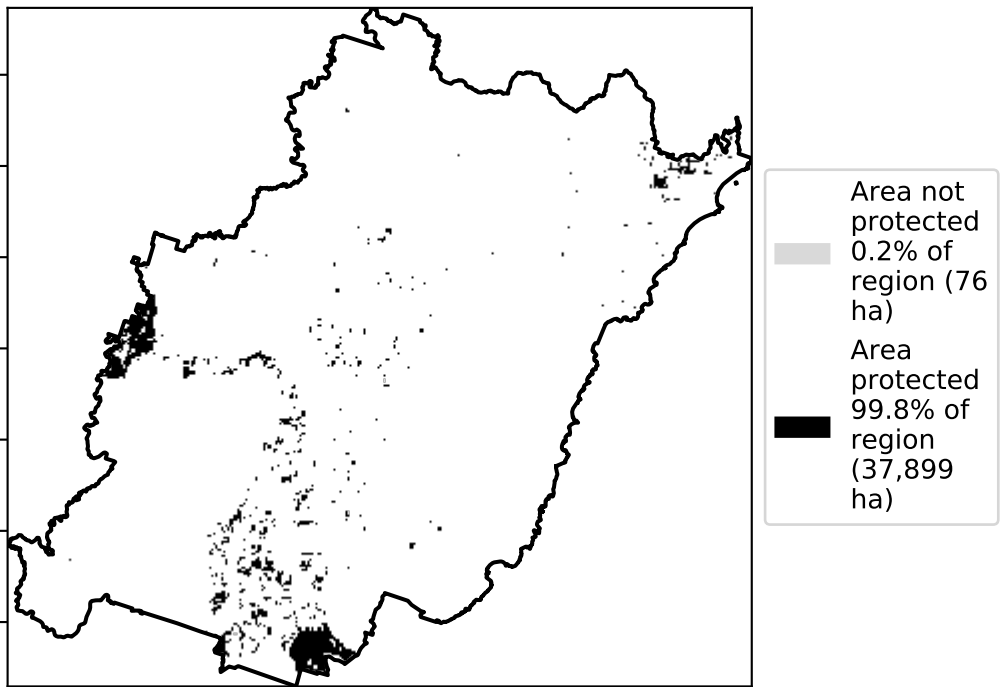 Area not
protected
0.2% of
region (76
ha)
Area
protected
99.8% of
region
(37,899
ha)